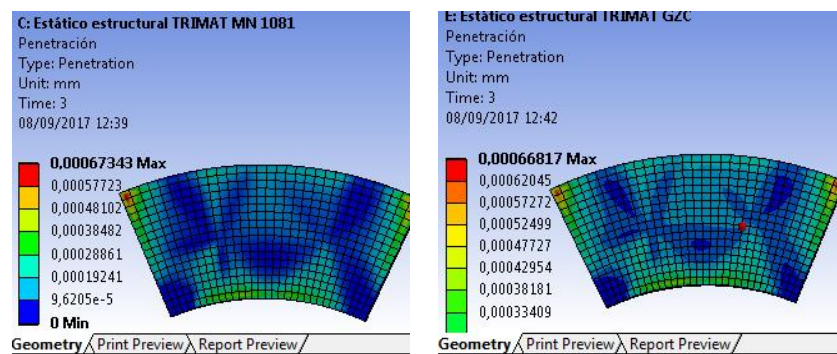 C: Estático estructural TRIMAT MN 1081
Penetración
Type: Penetration
Unit: mm
Time: 3
08/09/2017 12:39
0,00067343 Max
0,00057723
0,00048102
0,00038482
0,00028861
0,00019241
9,6205e-5
0 Min
Geometry Print Preview Report Preview
E: Estático estructural TRIMAT GZC
Penetración
Type: Penetration
Unit: mm
Time: 3
08/09/2017 12:42
0,00066817 Max
0,00062045
0,00057272
0,00052499
0,00047727
0,00042954
0,00038181
0,00033409
Geometry Print Preview Report Preview